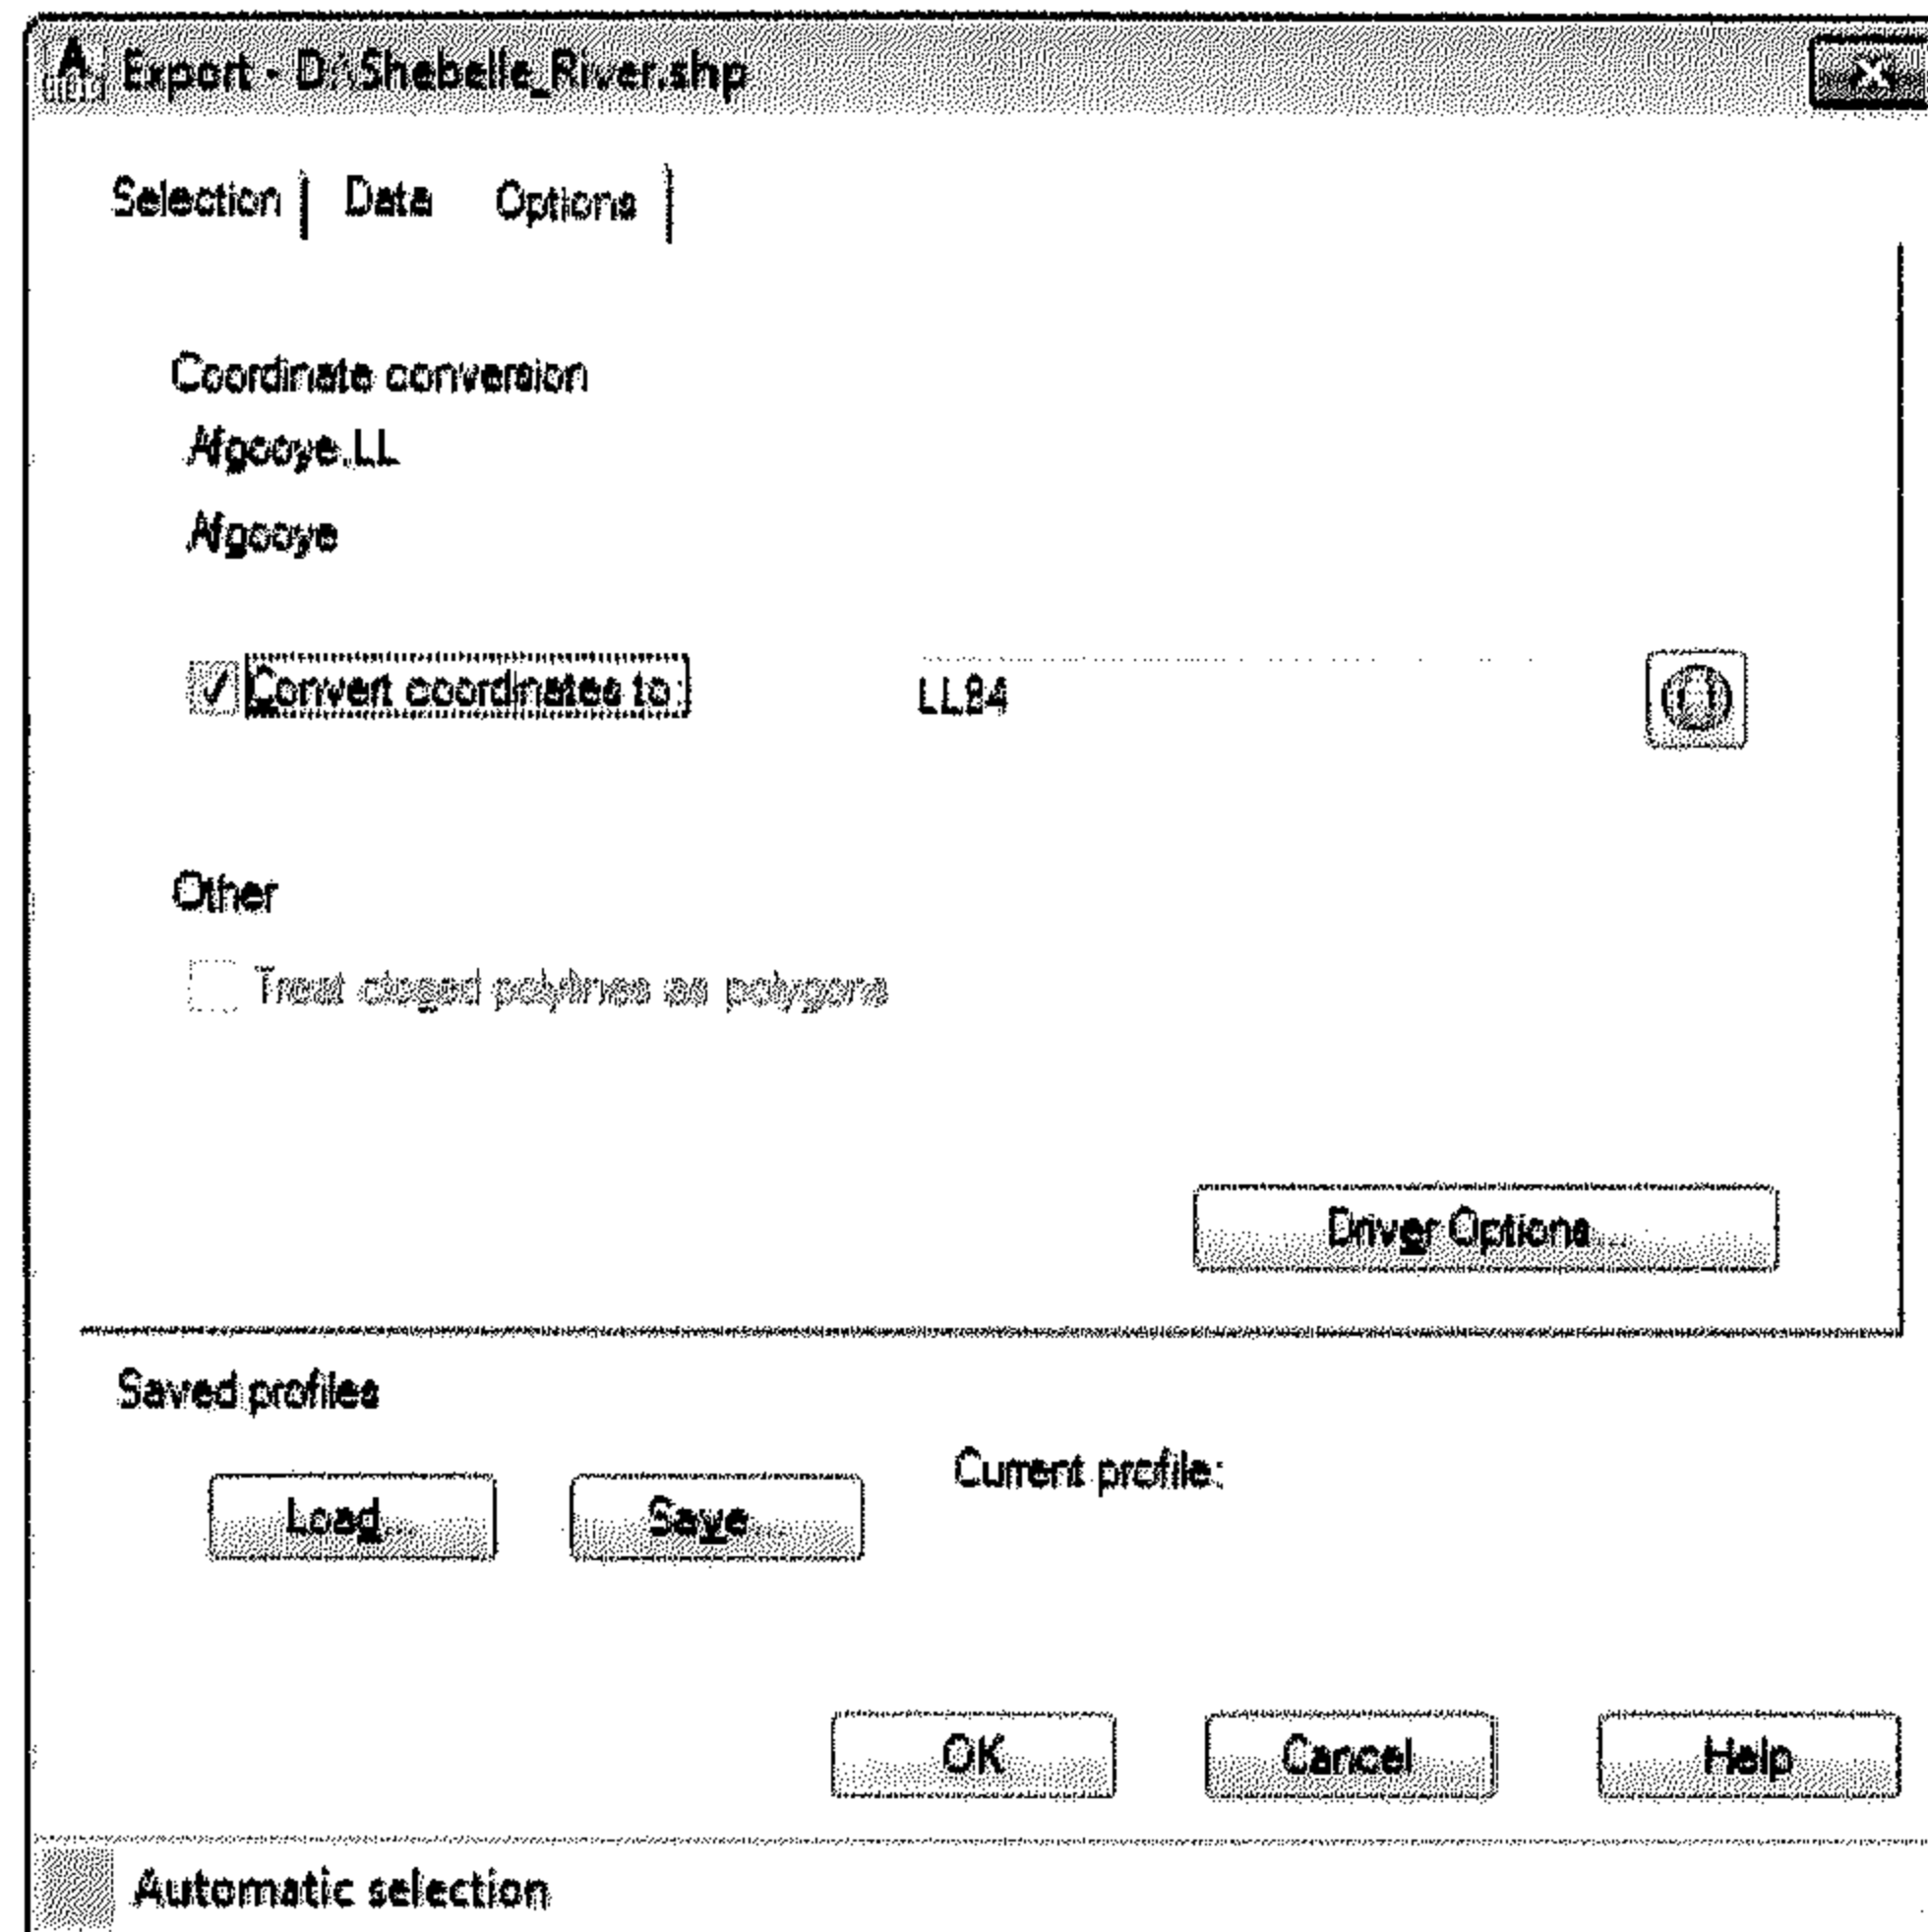 Export - D:\Shebelle_River.shp
Selection Data Options
Coordinate conversion
Afgooye.LL
Afgooye
Convert coordinates to: LL84
Other
Treat closed polylines as polygons
Driver Options...
Saved profiles
Current profile:
Load... Save...
OK Cancel Help
Automatic selection